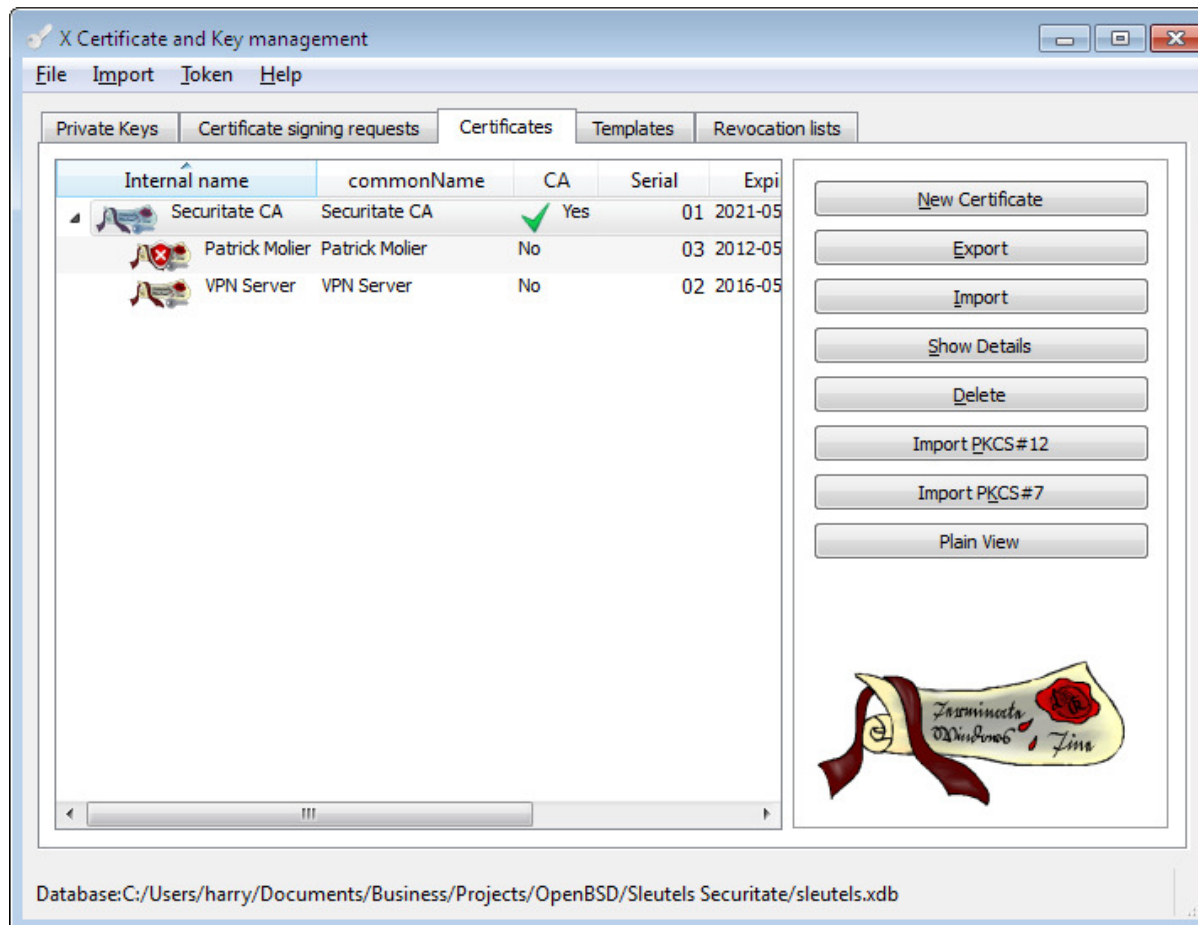 X Certificate and Key management
File Import Token Help
Private Keys Certificate signing requests Certificates Templates Revocation lists
Internal name commonName CA Serial Expi
Securitate CA Securitate CA Yes 01 2021-05
Patrick Molier Patrick Molier No 03 2012-05
VPN Server VPN Server No 02 2016-05
New Certificate
Export
Import
Show Details
Delete
Import PKCS#12
Import PKCS#7
Plain View
Windows
Fine
Database:C:/Users/harry/Documents/Business/Projects/OpenBSD/Sleutels Securitate/sleutels.xdb